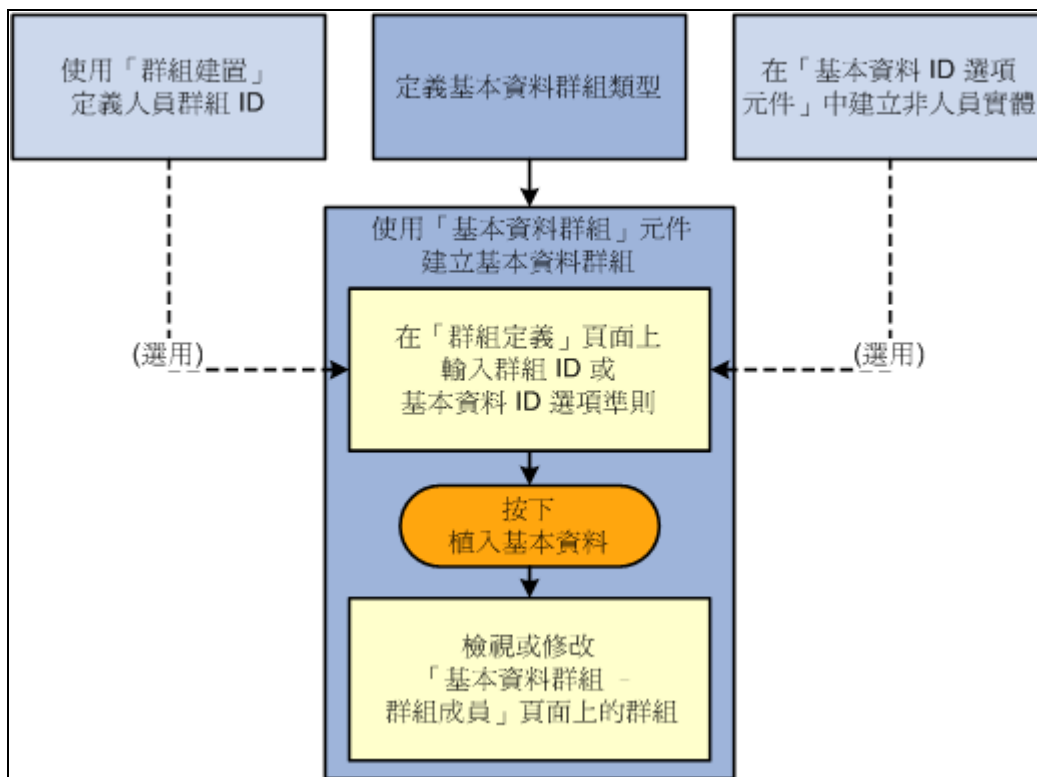 使用「群組建置」
定義人員群組 ID
定義基本資料群組類型
在「基本資料 ID 選項
元件」中建立非人員實體
使用「基本資料群組」元件
建立基本資料群組
(選用)
在「群組定義」頁面上
輸入群組 ID 或
基本資料 ID 選項準則
(選用)
按下
植入基本資料
檢視或修改
「基本資料群組 -
群組成員」頁面上的群組